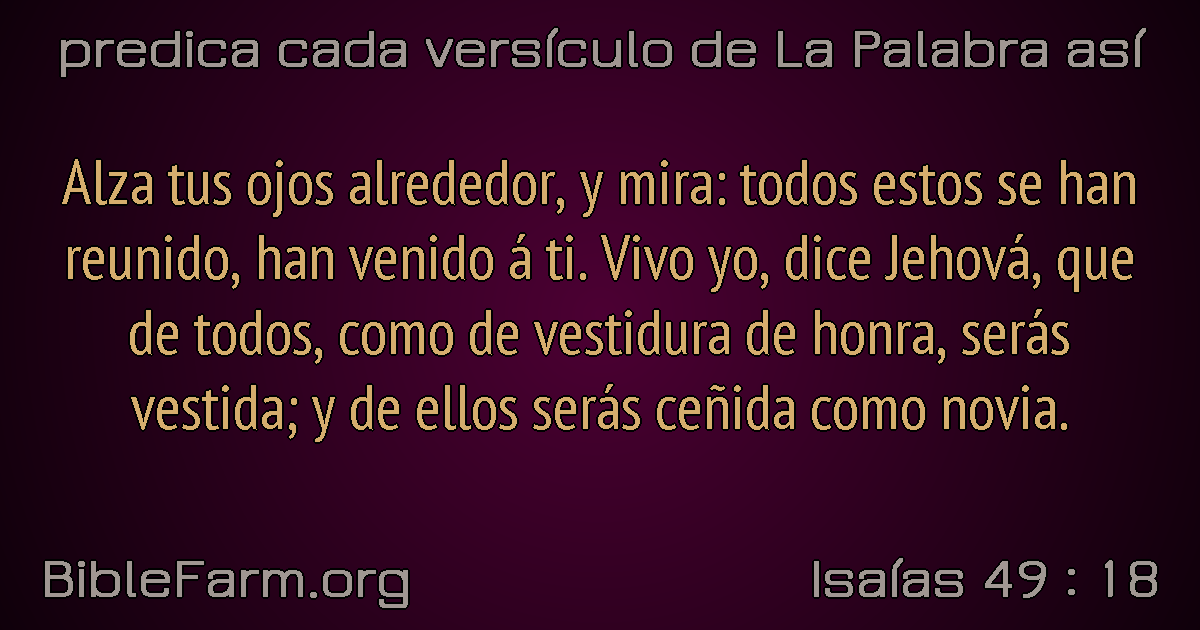 predica cada versículo de La Palabra así
Alza tus ojos alrededor, y mira: todos estos se han
reunido, han venido á ti. Vivo yo, dice Jehová, que
de todos, como de vestidura de honra, serás
vestida; y de ellos serás ceñida como novia.
BibleFarm.org
Isaías 49 : 18